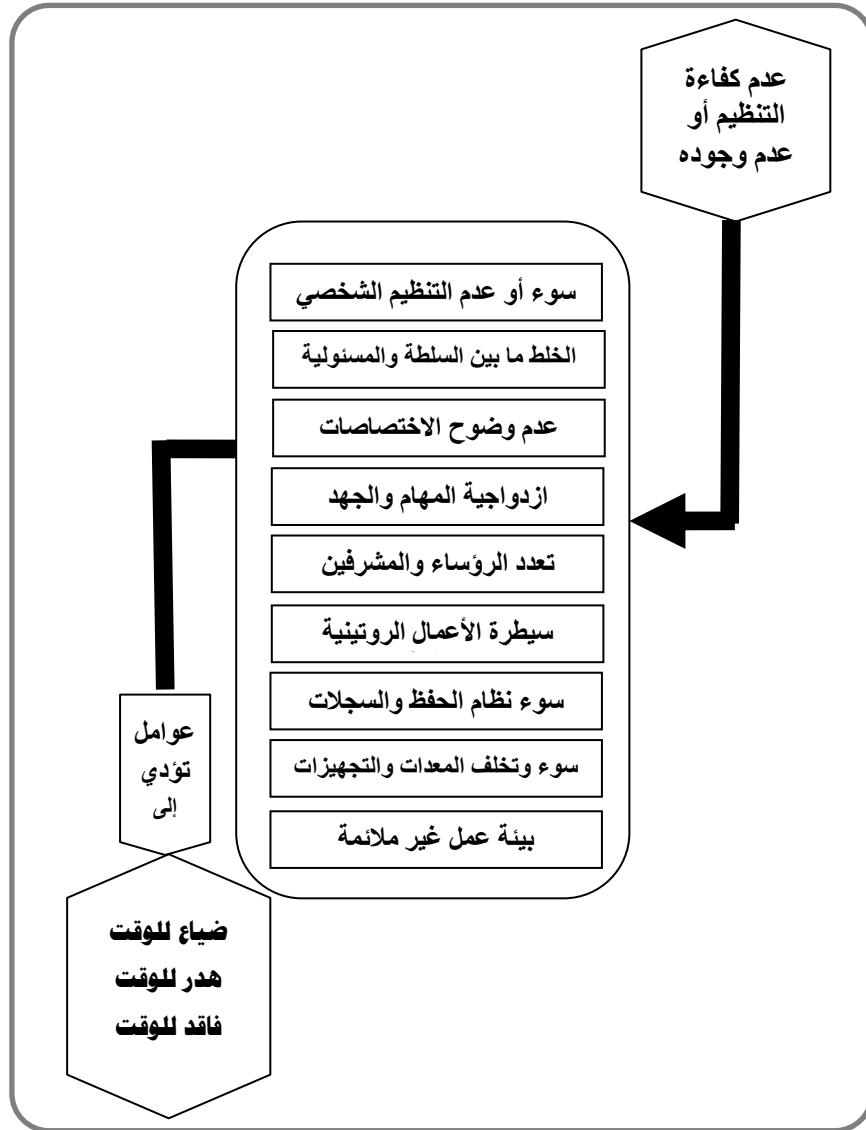 عدم كفاءة
التنظيم أو
عدم وجوده
سوء أو عدم التنظيم الشخصي
الخلط ما بين السلطة والمسئولية
عدم وضوح الاختصاصات
ازدواجية المهام والجهد
تعدد الرؤساء والمشرفين
سيطرة الأعمال الروتينية
سوء نظام الحفظ والسجلات
سوء وتخلف المعدات والتجهيزات
بيئة عمل غير ملائمة
عوامل
تؤدي
إلى
ضياع للوقت
هدر للوقت
فاقد للوقت